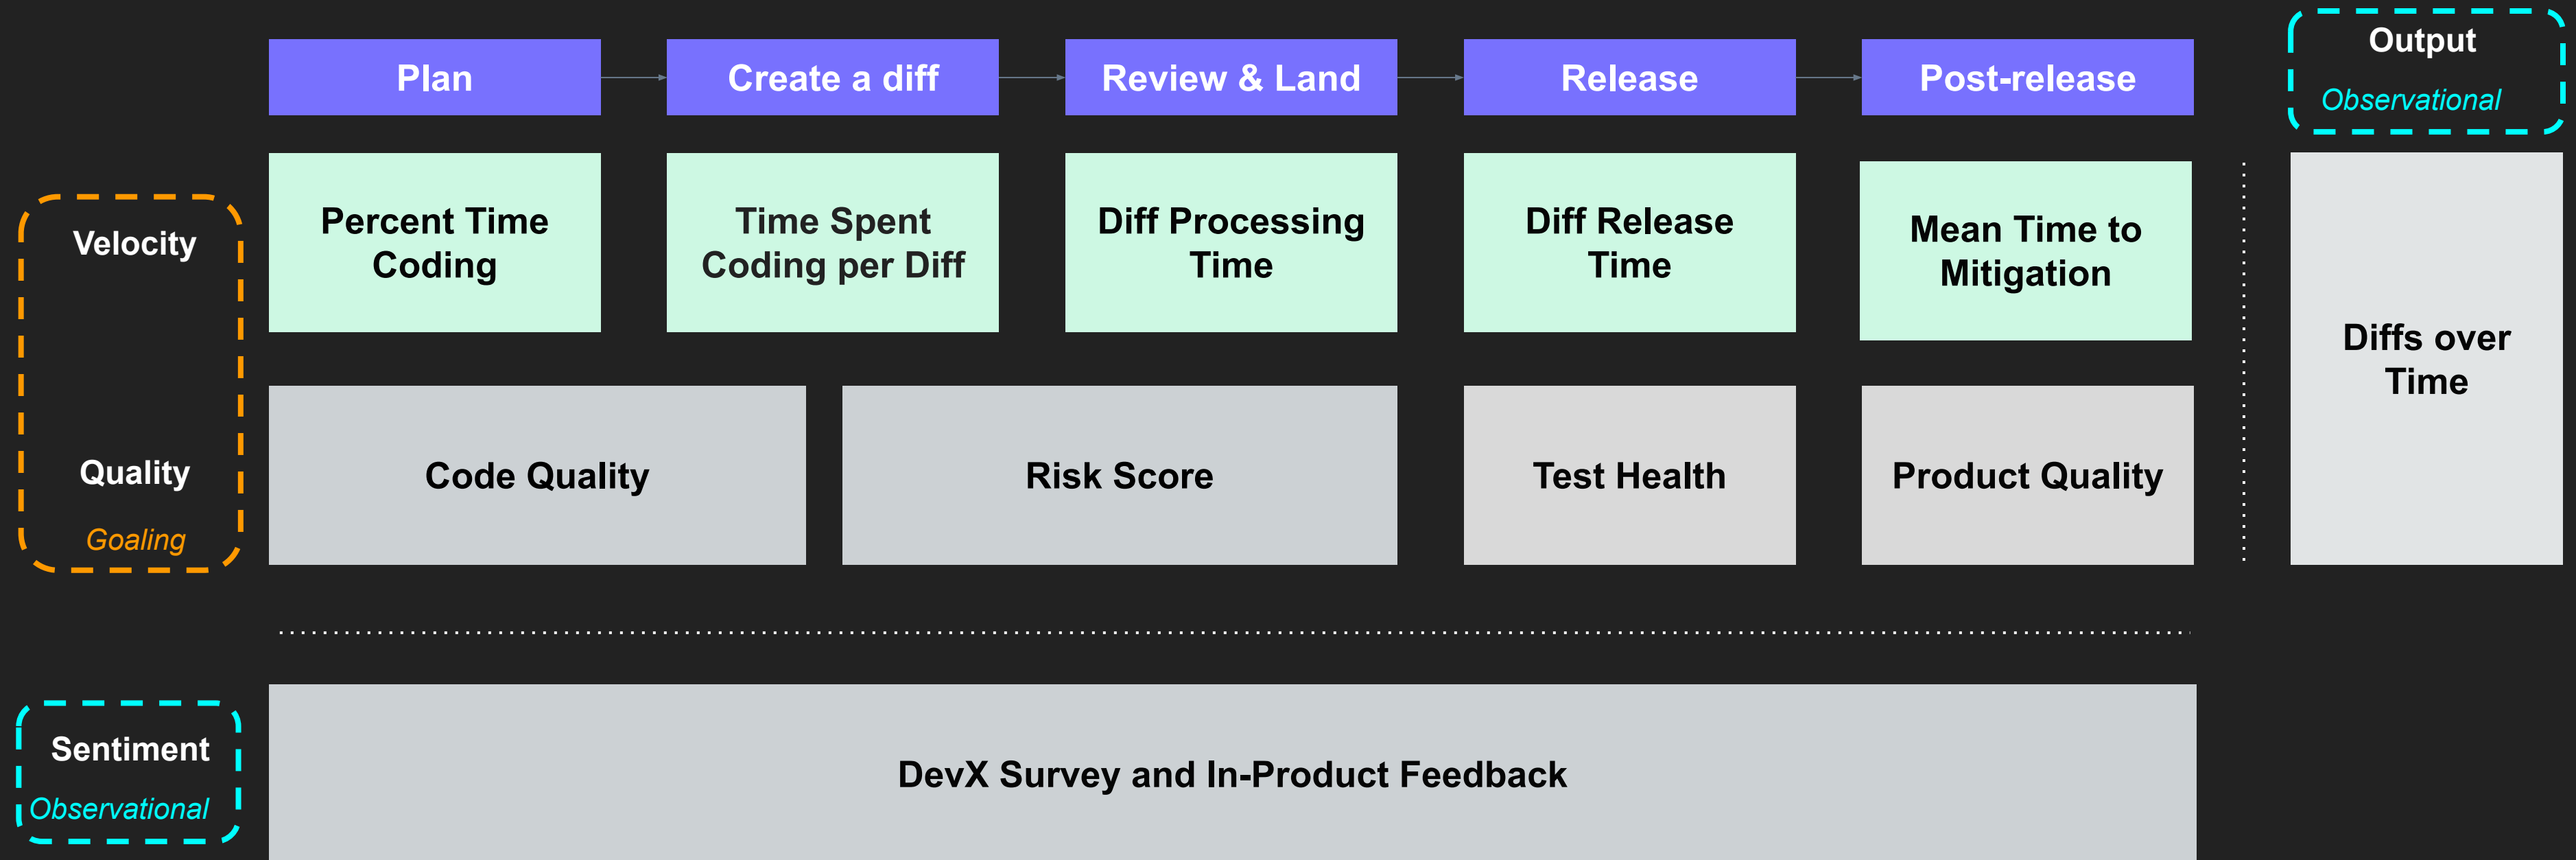 Plan
Create a diff
Review & Land
Release
Post-release
Output
Observational
Velocity
Percent Time
Coding
Time Spent
Coding per Diff
Diff Processing
Time
Diff Release
Time
Mean Time to
Mitigation
Diffs over
Time
Quality
Goaling
Code Quality
Risk Score
Test Health
Product Quality
Sentiment
Observational
DevX Survey and In-Product Feedback